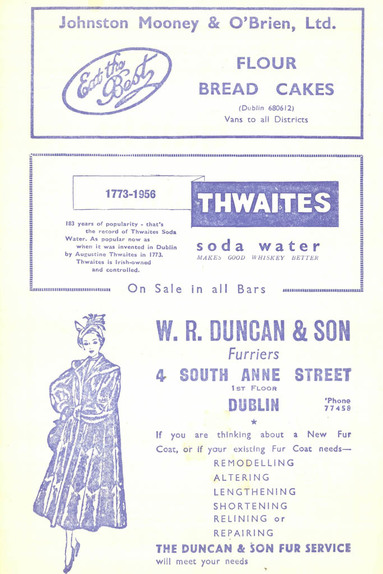 Johnston Mooney & O'Brien, Ltd.
Eat the Best
FLOUR
BREAD CAKES
(Dublin 680612)
Vans to all Districts
1773-1956
THWAITES
183 years of popularity - that's
the record of Thwaites Soda
Water. As popular now as
when it was invented in Dublin
by Augustine Thwaites in 1773.
Thwaites is Irish-owned
and controlled.
soda water
MAKES GOOD WHISKEY BETTER
On Sale in all Bars
W. R. DUNCAN & SON
Furriers
4 SOUTH ANNE STREET
1ST FLOOR
DUBLIN
'Phone
77458
If you are thinking about a New Fur
Coat, or if your existing Fur Coat needs—
REMODELLING
ALTERING
LENGTHENING
SHORTENING
RELINING or
REPAIRING
THE DUNCAN & SON FUR SERVICE
will meet your needs